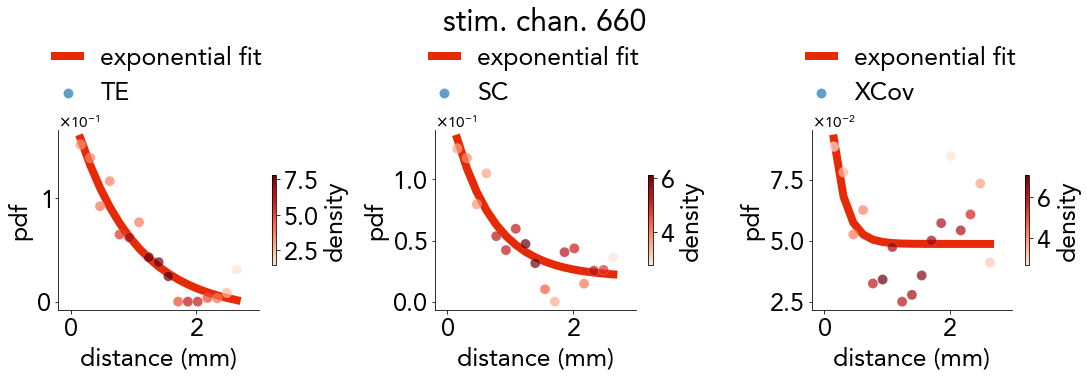 stim. chan. 660
exponential fit
TE
×10⁻¹
1
0
pdf
0
2
distance (mm)
7.5
5.0
2.5
density
exponential fit
SC
×10⁻¹
1.0
0.5
0.0
pdf
0
2
distance (mm)
6
4
density
exponential fit
XCov
×10⁻²
7.5
5.0
2.5
pdf
0
2
distance (mm)
6
4
density